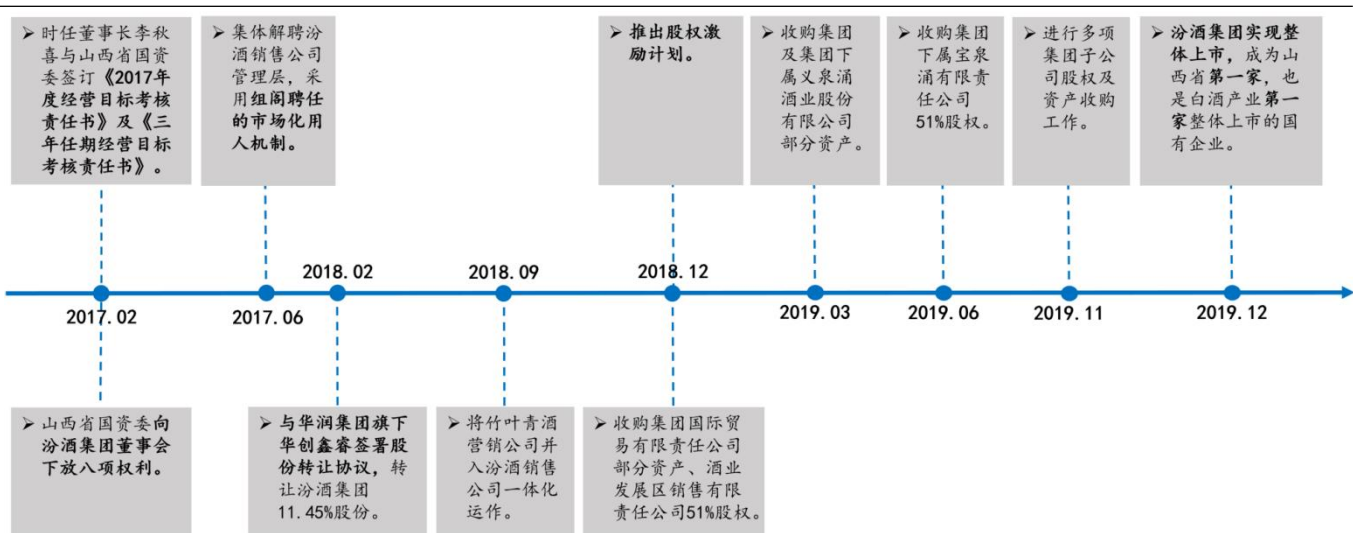 ➢ 时任董事长李秋
喜与山西省国资
委签订《2017年
度经营目标考核
责任书》及《三
年任期经营目标
考核责任书》。
➢ 集体解聘汾
酒销售公司
管理层，采
用组阁聘任
的市场化用
人机制。
➢ 推出股权激
励计划。
➢ 收购集团
及集团下
属义泉涌
酒业股份
有限公司
部分资产。
➢ 收购集团
下属宝泉
涌有限责
任公司
51%股权。
➢ 进行多项
集团子公
司股权及
资产收购
工作。
➢ 汾酒集团实现整
体上市，成为山
西省第一家，也
是白酒产业第一
家整体上市的国
有企业。
2018.02
2018.09
2018.12
2017.02
2017.06
2019.03
2019.06
2019.11
2019.12
➢ 山西省国资委向
汾酒集团董事会
下放八项权利。
➢ 与华润集团旗下
华创鑫睿签署股
份转让协议，转
让汾酒集团
11.45%股份。
➢ 将竹叶青酒
营销公司并
入汾酒销售
公司一体化
运作。
➢ 收购集团国际贸
易有限责任公司
部分资产、酒业
发展区销售有限
责任公司51%股权。